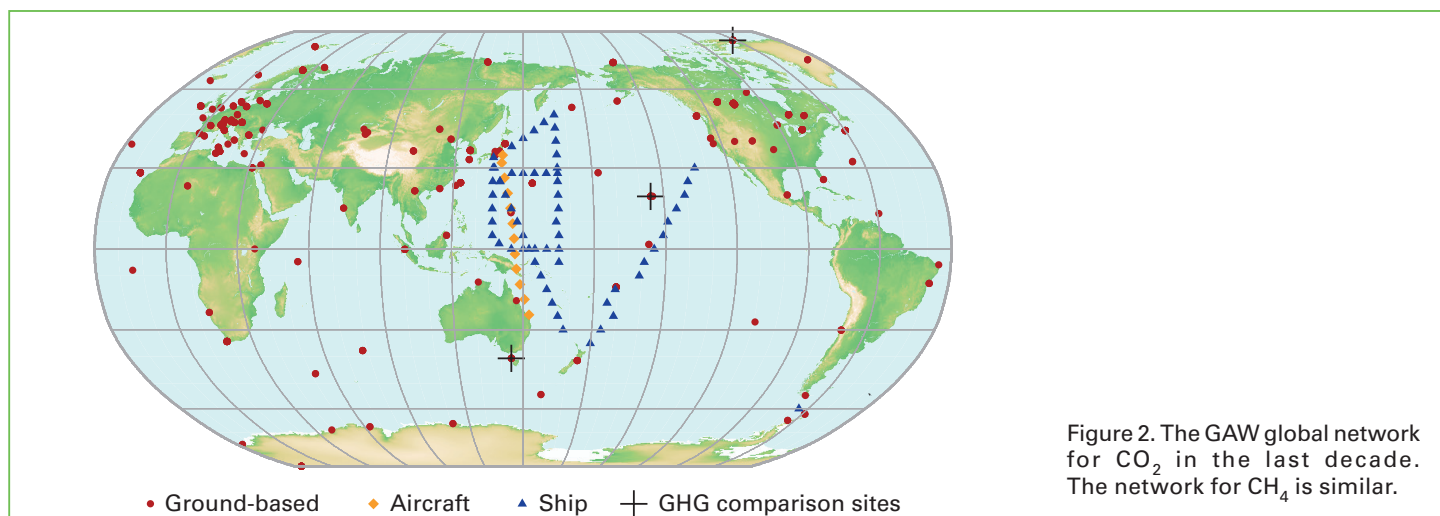 Ground-based Aircraft Ship GHG comparison sites
Figure 2. The GAW global network
for CO2 in the last decade.
The network for CH4 is similar.